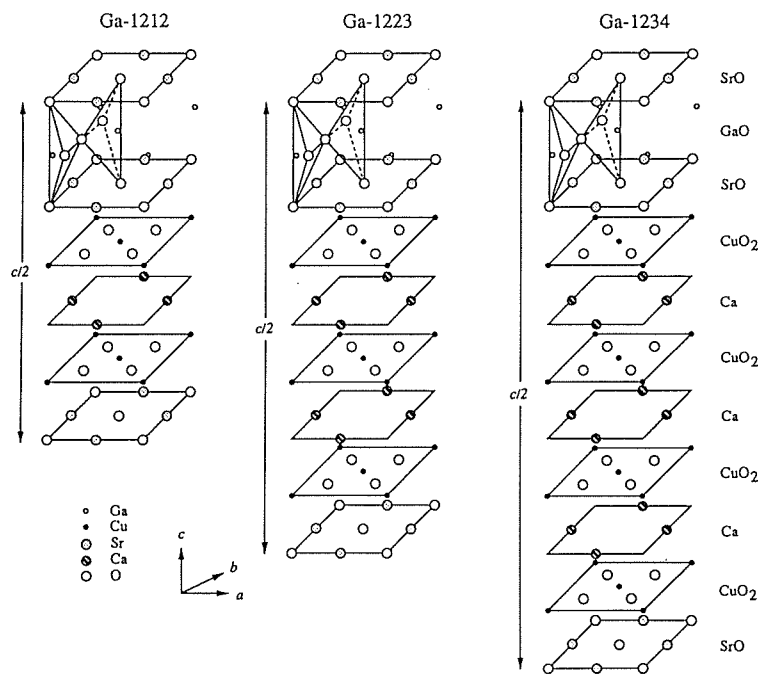 Ga-1212
Ga-1223
Ga-1234
c/2
c/2
c/2
SrO
GaO
SrO
CuO2
Ca
CuO2
Ca
CuO2
Ca
CuO2
SrO
Ga
Cu
Sr
Ca
O
c
b
a